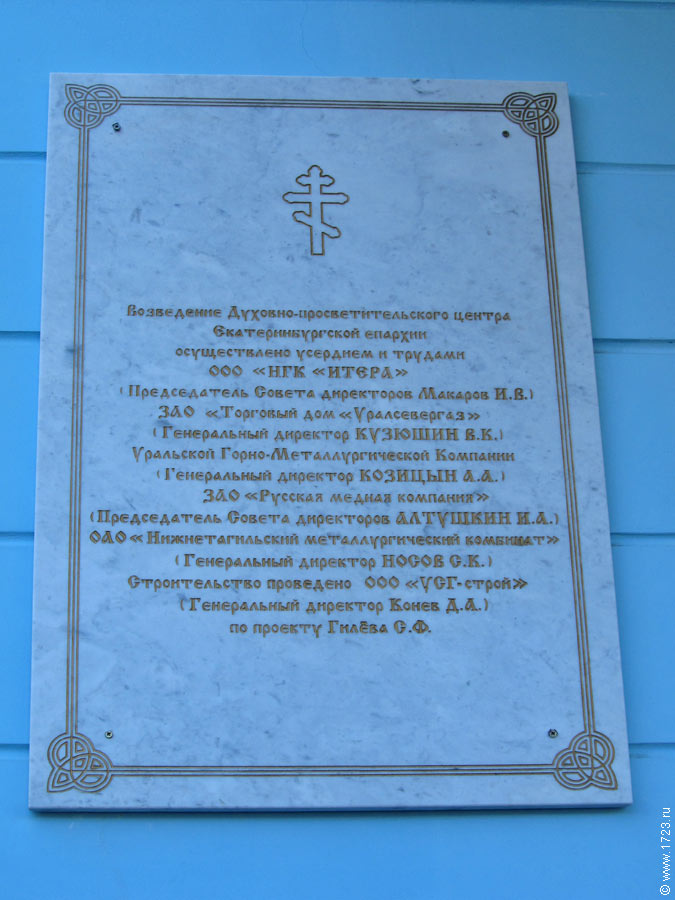 Возведение Духовно-просветительского центра
Екатеринбургской епархии
осуществлено усердием и трудами
ООО «НГК «ИТЕРА»
(Председатель Совета директоров Макаров И.В.)
ЗАО «Торговый дом «Уралсевергаз»
(Генеральный директор КУЗЮШИН В.К.)
Уральской Горно-Металлургической Компании
(Генеральный директор КОЗИЦЫН А.А.)
ЗАО «Русская медная компания»
(Председатель Совета директоров АЛТУШКИН И.А.)
ОАО «Нижнетагильский металлургический комбинат»
(Генеральный директор НОСОВ С.К.)
Строительство проведено ООО «УСГ-строй»
(Генеральный директор Конев Д.А.)
по проекту Гилёва С.Ф.
© www.1723.ru